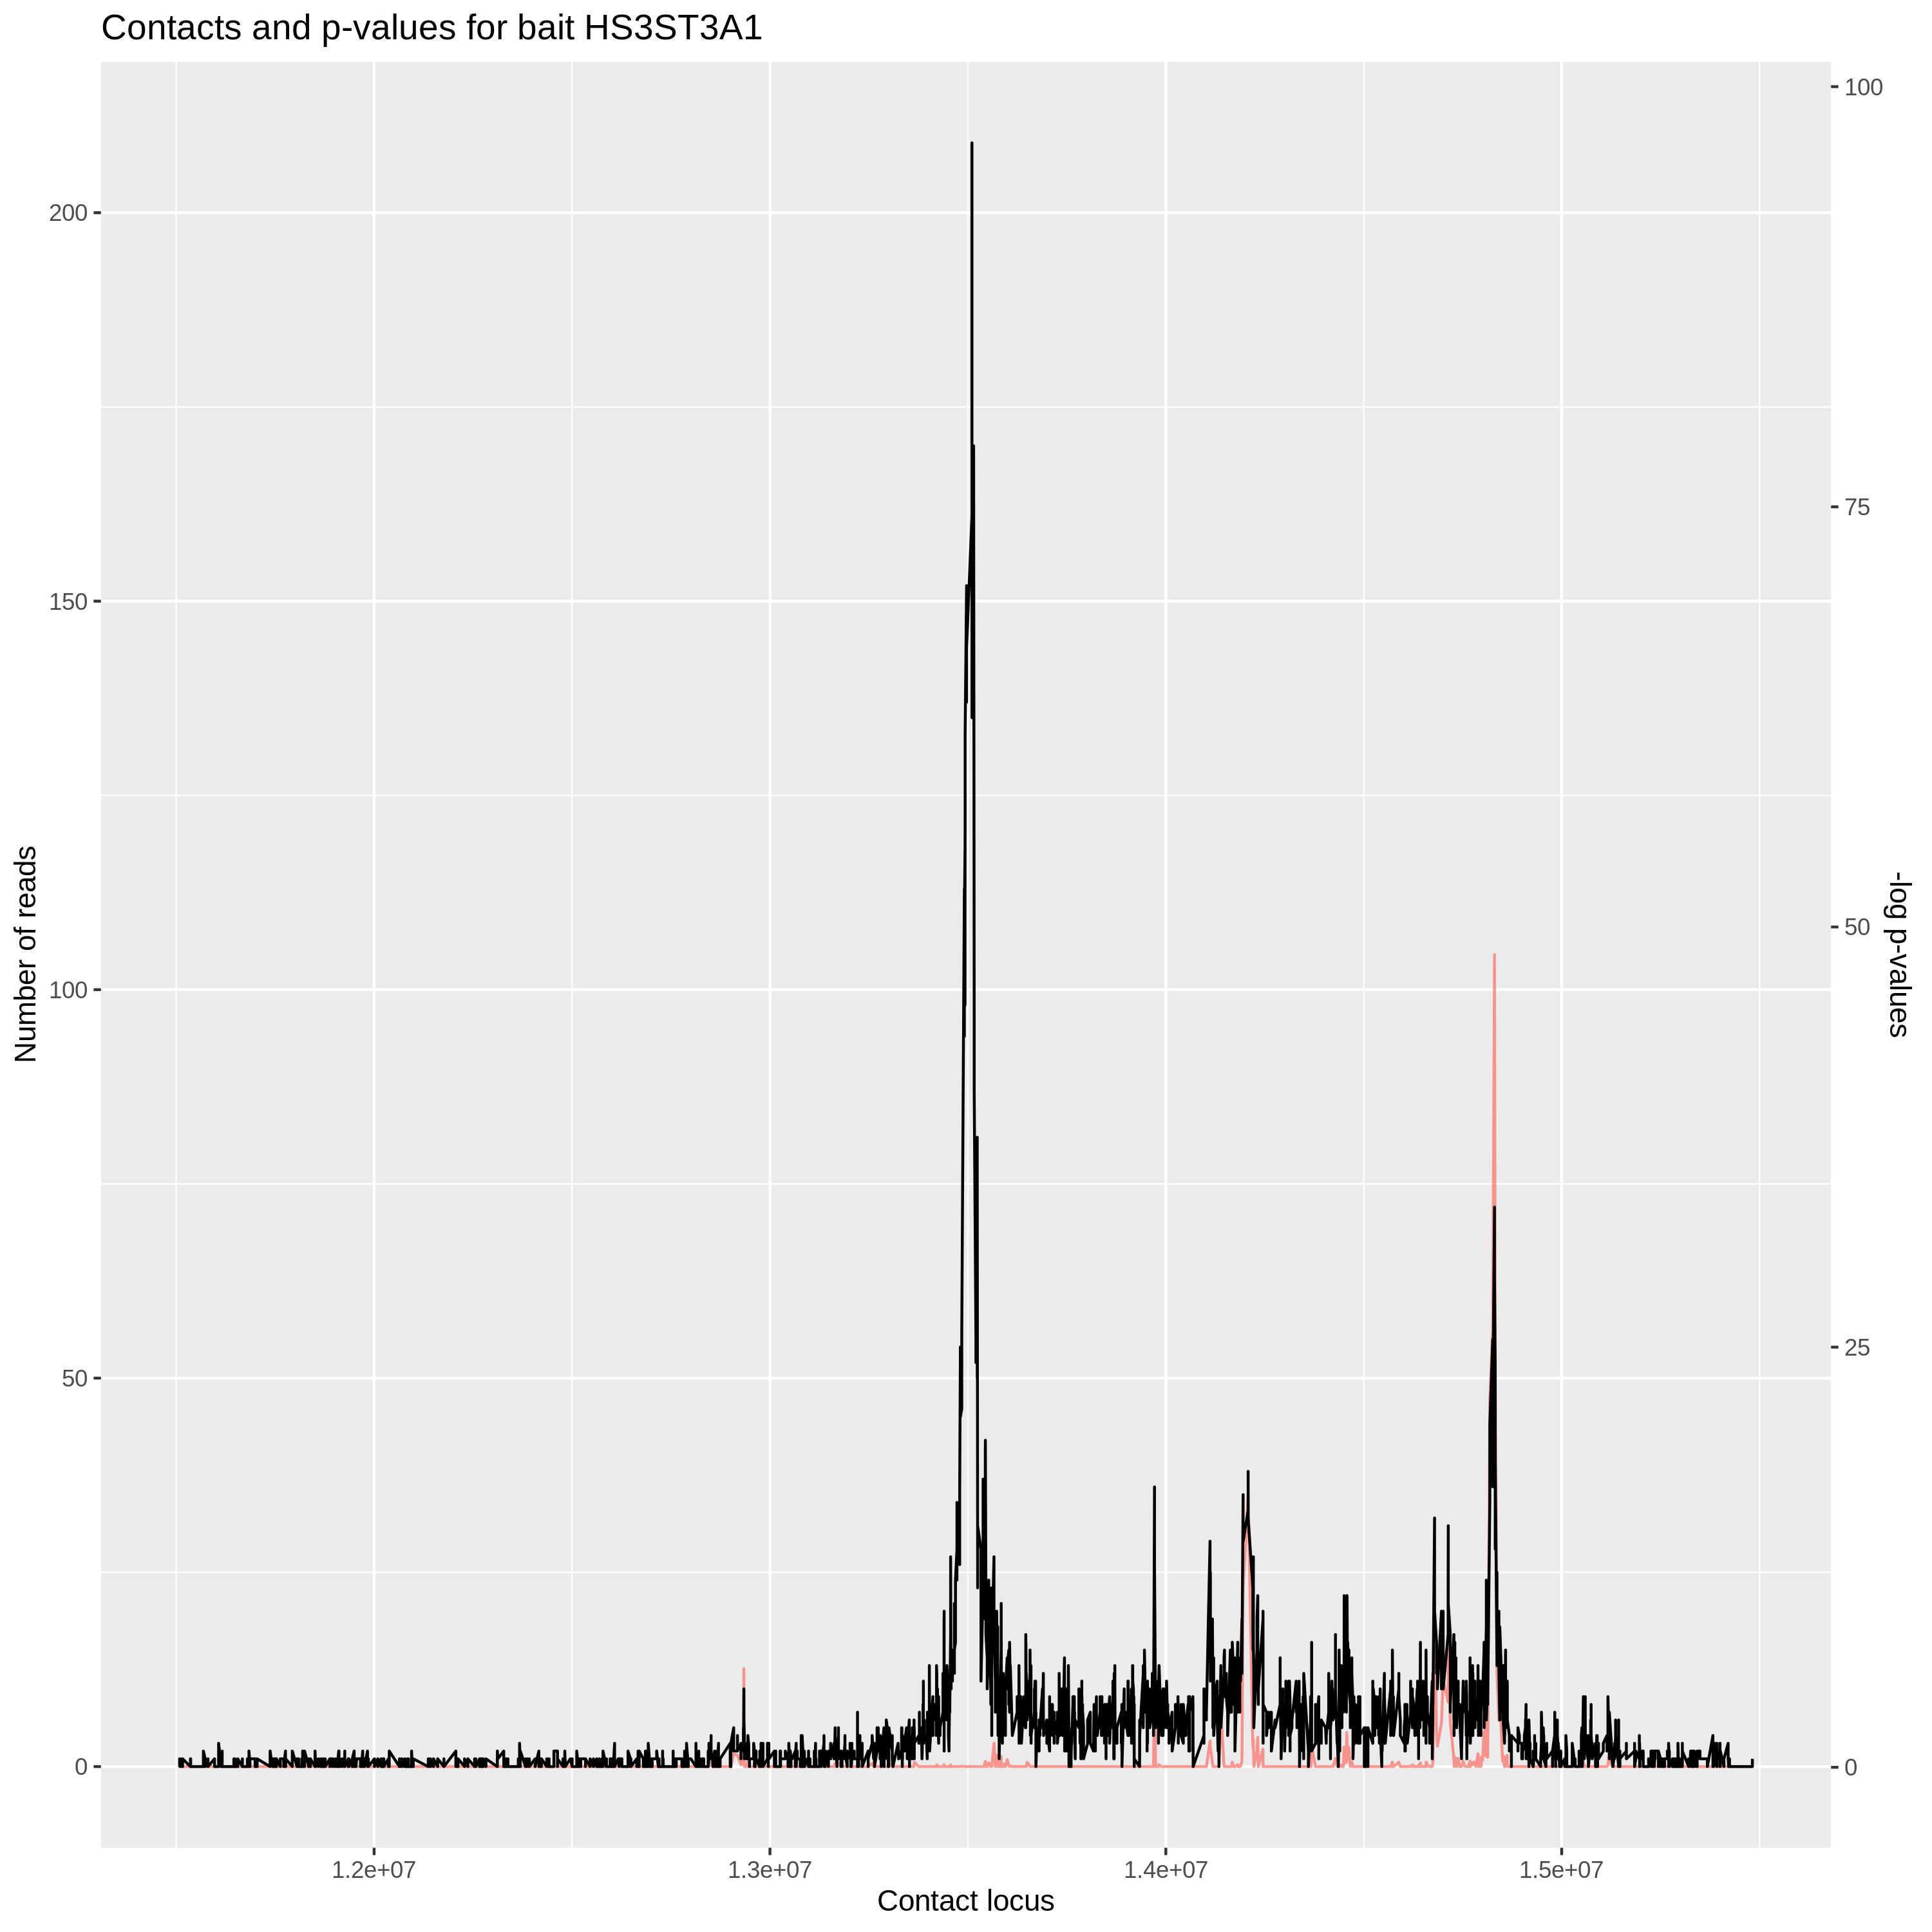 Contacts and p-values for bait HS3ST3A1
Number of reads
200
150
100
50
0
100
75
50
25
0
-log p-values
1.2e+07
1.3e+07
1.4e+07
1.5e+07
Contact locus